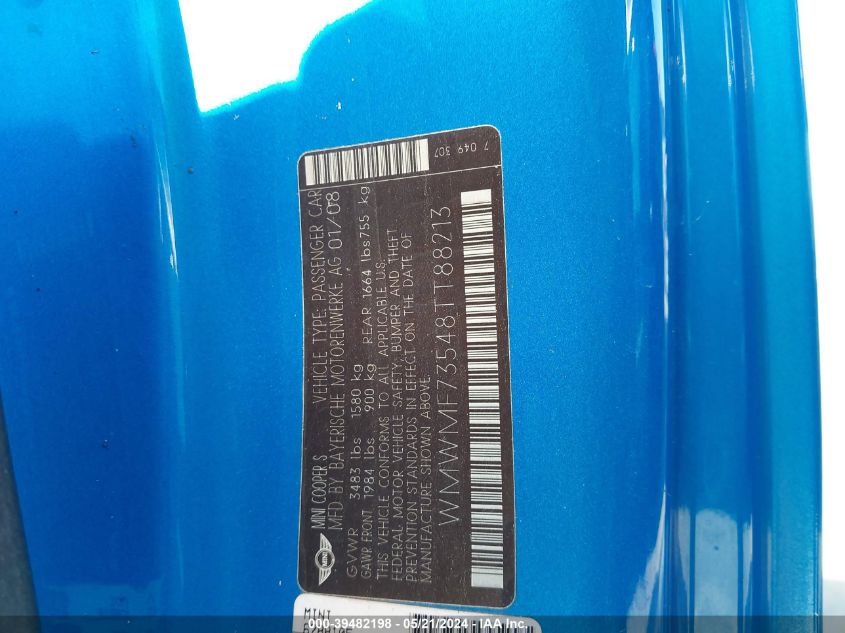 7 049 307
MINI COOPER S VEHICLE TYPE: PASSENGER CAR
MFD BY BAYERISCHE MOTORENWERKE AG 01/08
GVWR 3483 lbs 1580 kg
GAWR FRONT 1984 lbs 900 kg REAR 1664 lbs 755 kg
THIS VEHICLE CONFORMS TO ALL APPLICABLE U.S.
FEDERAL MOTOR VEHICLE SAFETY, BUMPER AND THEFT
PREVENTION STANDARDS IN EFFECT ON THE DATE OF
MANUFACTURE SHOWN ABOVE.
WMWMF73548TT88213
MINI
MINI
000-39482198 - 05/21/2024 - IAA Inc.